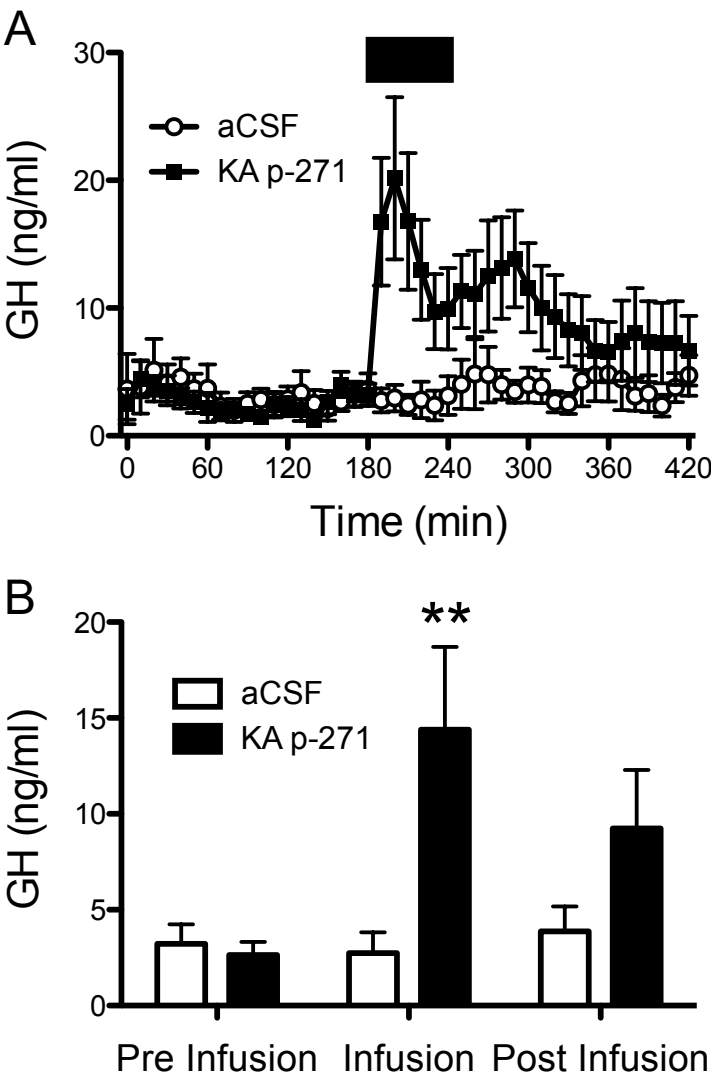 A
30
20
10
0
GH (ng/ml)
aCSF
KA p-271
0 60 120 180 240 300 360 420
Time (min)
B
20
15
10
5
0
GH (ng/ml)
**
aCSF
KA p-271
Pre Infusion Infusion Post Infusion